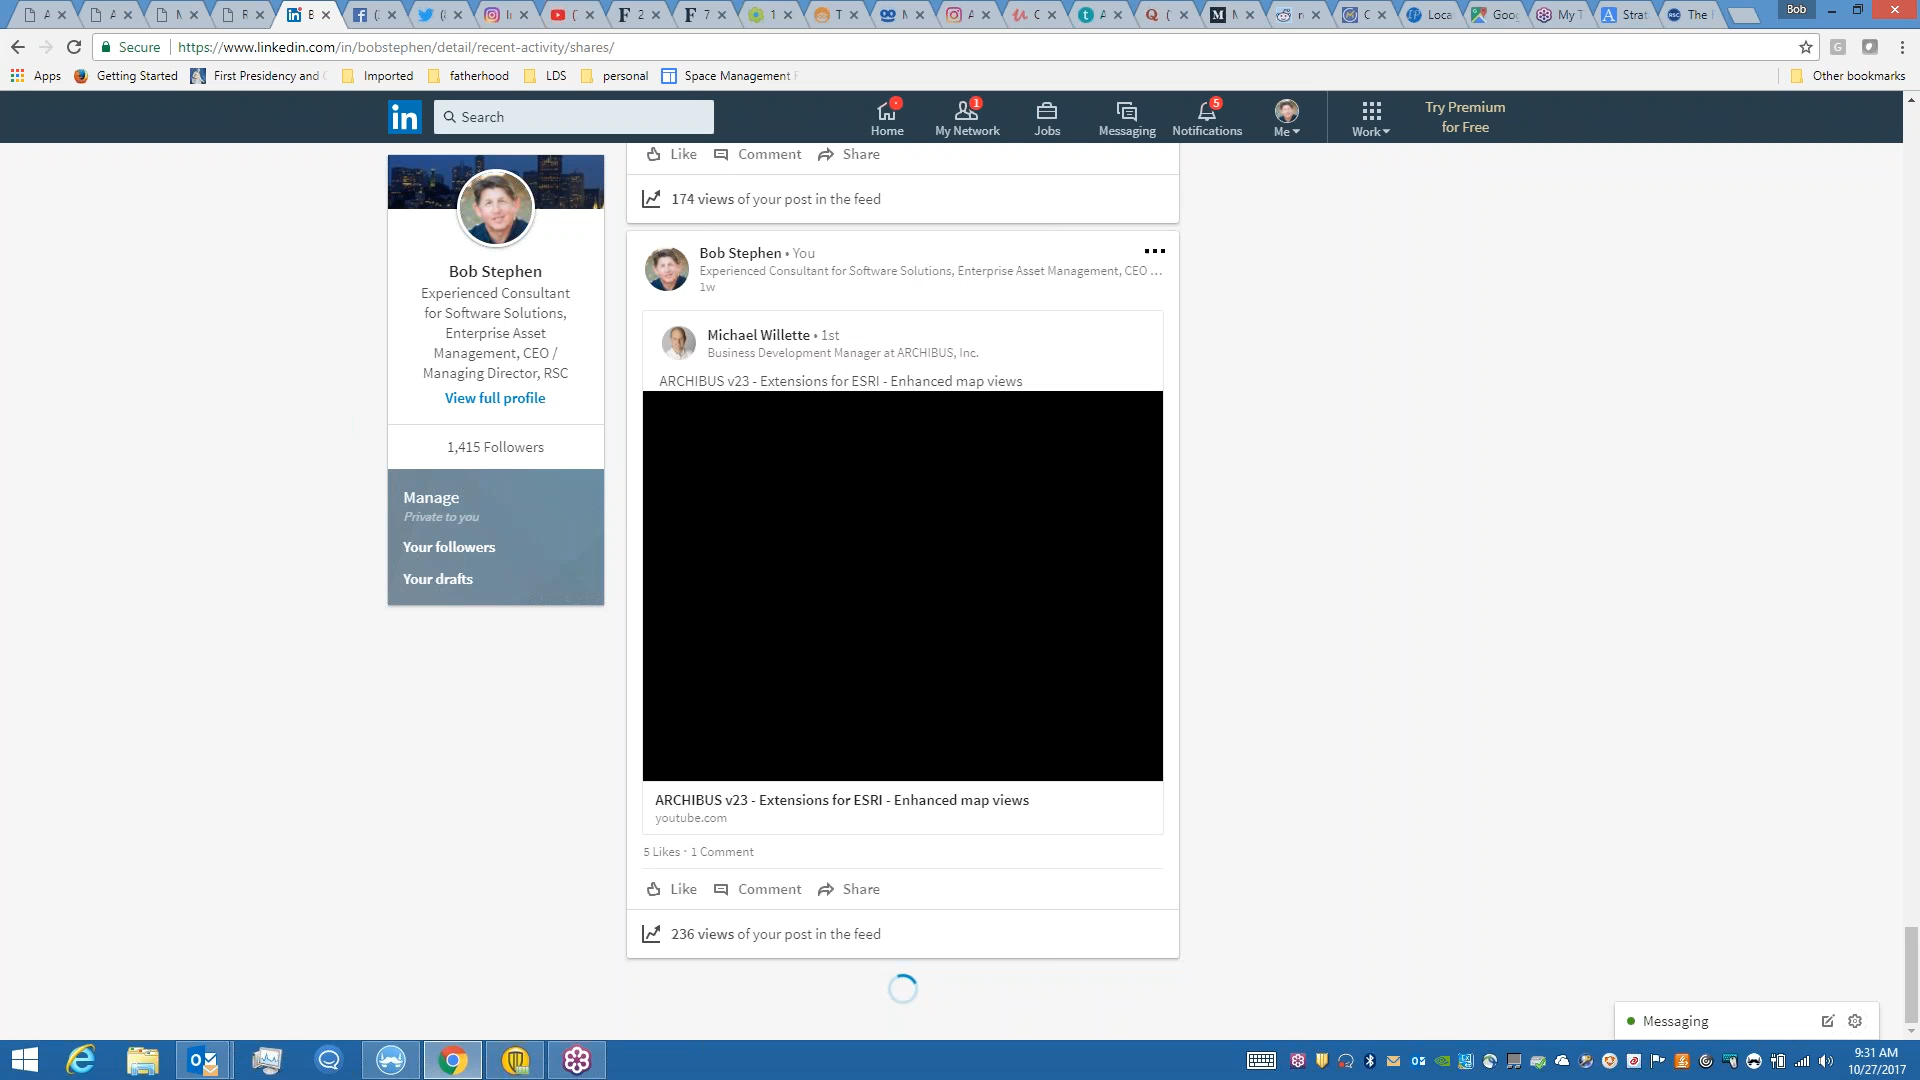 Bob
Secure
https://www.linkedin.com/in/bobstephen/detail/recent-activity/shares/
Apps
Getting Started
First Presidency and
Imported
fatherhood
LDS
personal
Space Management
Other bookmarks
in
Search
Home
My Network
1
Jobs
Messaging
Notifications
5
Me
Work
Try Premium
for Free
Like
Comment
Share
174 views of your post in the feed
Bob Stephen
Experienced Consultant
for Software Solutions,
Enterprise Asset
Management, CEO /
Managing Director, RSC
View full profile
1,415 Followers
Manage
Private to you
Your followers
Your drafts
Bob Stephen • You
Experienced Consultant for Software Solutions, Enterprise Asset Management, CEO ...
1w
Michael Willette • 1st
Business Development Manager at ARCHIBUS, Inc.
ARCHIBUS v23 - Extensions for ESRI - Enhanced map views
ARCHIBUS v23 - Extensions for ESRI - Enhanced map views
youtube.com
5 Likes · 1 Comment
Like
Comment
Share
236 views of your post in the feed
Messaging
9:31 AM
10/27/2017